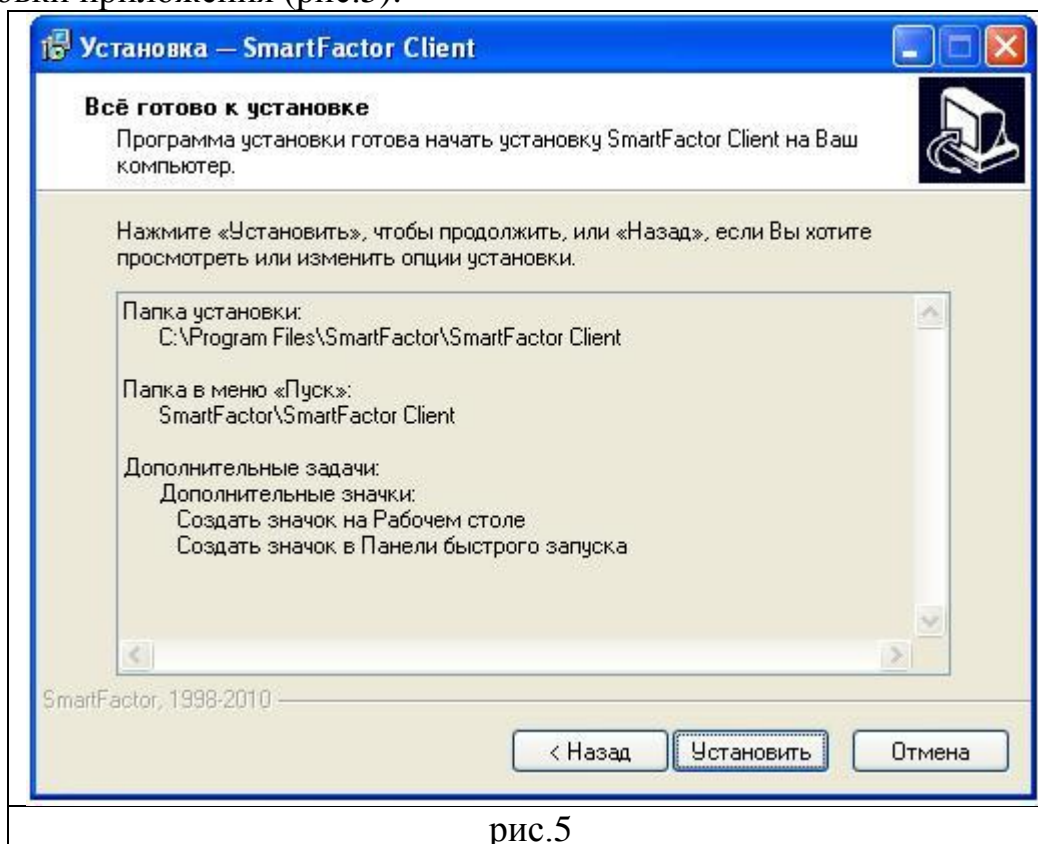 приложения (рис.5).
Установка — SmartFactor Client
Всё готово к установке
Программа установки готова начать установку SmartFactor Client на Ваш
компьютер.
Нажмите «Установить», чтобы продолжить, или «Назад», если Вы хотите
просмотреть или изменить опции установки.
Папка установки:
C:\Program Files\SmartFactor\SmartFactor Client
Папка в меню «Пуск»:
SmartFactor\SmartFactor Client
Дополнительные задачи:
Дополнительные значки:
Создать значок на Рабочем столе
Создать значок в Панели быстрого запуска
SmartFactor, 1998-2010
< Назад
Установить
Отмена
рис.5